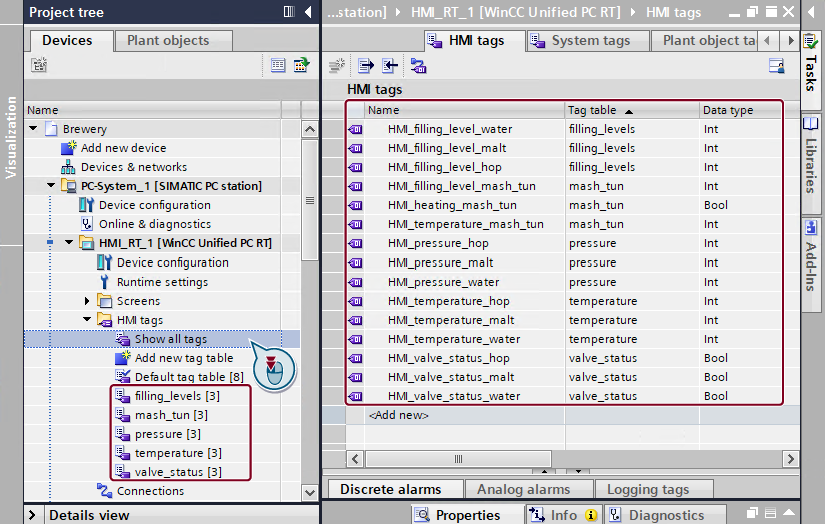 Project tree
Devices
Plant objects
Visualization
Name
Brewery
Add new device
Devices & networks
PC-System_1 [SIMATIC PC station]
Device configuration
Online & diagnostics
HMI_RT_1 [WinCC Unified PC RT]
Device configuration
Runtime settings
Screens
HMI tags
Show all tags
Add new tag table
Default tag table [8]
filling_levels [3]
mash_tun [3]
pressure [3]
temperature [3]
valve_status [3]
Connections
Details view
...station] HMI_RT_1 [WinCC Unified PC RT] HMI tags
HMI tags System tags Plant object ta
HMI tags
Name Tag table Data type
HMI_filling_level_water filling_levels Int
HMI_filling_level_malt filling_levels Int
HMI_filling_level_hop filling_levels Int
HMI_filling_level_mash_tun mash_tun Int
HMI_heating_mash_tun mash_tun Bool
HMI_temperature_mash_tun mash_tun Int
HMI_pressure_hop pressure Int
HMI_pressure_malt pressure Int
HMI_pressure_water pressure Int
HMI_temperature_hop temperature Int
HMI_temperature_malt temperature Int
HMI_temperature_water temperature Int
HMI_valve_status_hop valve_status Bool
HMI_valve_status_malt valve_status Bool
HMI_valve_status_water valve_status Bool
<Add new>
Discrete alarms Analog alarms Logging tags
Properties Info Diagnostics
Tasks
Libraries
Add-Ins